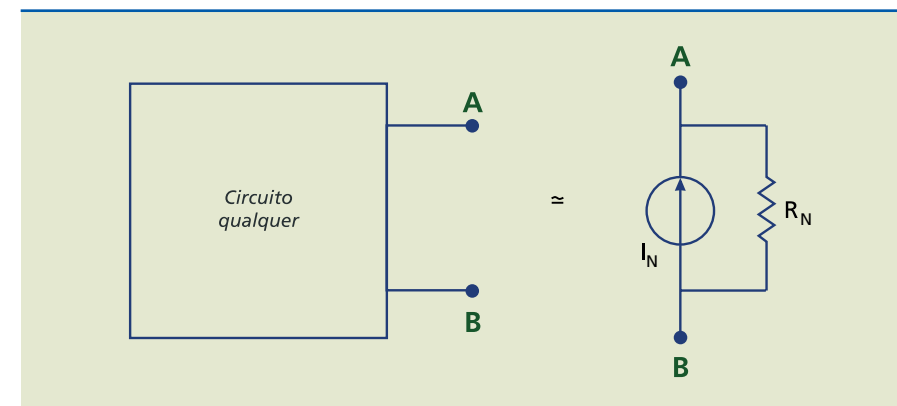 A
Circuito
qualquer
B
≃
A
I_N
R_N
B